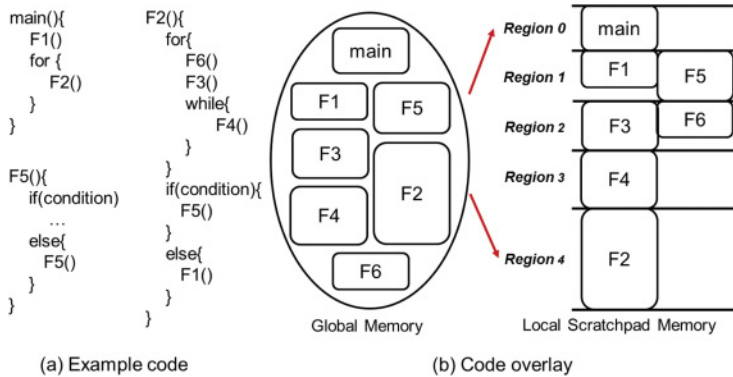 main(){
F1()
for {
F2()
}
}
F5(){
if(condition)
...
else{
F5()
}
}
F2(){
for{
F6()
F3()
while{
F4()
}
}
if(condition){
F5()
}
else{
F1()
}
}
(a) Example code
main
F1
F5
F3
F2
F4
F6
Global Memory
Region 0
main
Region 1
F1
F5
Region 2
F3
F6
Region 3
F4
Region 4
F2
Local Scratchpad Memory
(b) Code overlay